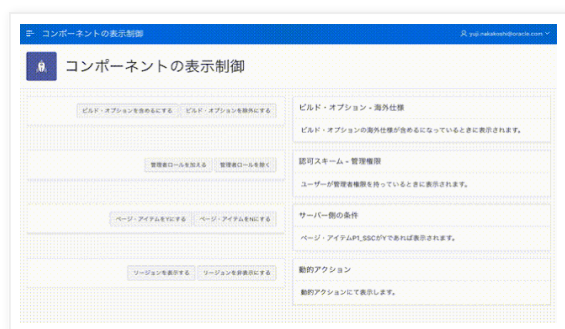 コンポーネントの表示制御
yuji.nakakoshi@oracle.com
コンポーネントの表示制御
ビルド・オプションを含めるにする ビルド・オプションを除外にする
ビルド・オプション - 海外仕様
ビルド・オプションの海外仕様が含めるになっているときに表示されます。
管理者ロールを加える 管理者ロールを除く
認可スキーム - 管理権限
ユーザーが管理者権限を持っているときに表示されます。
ページ・アイテムをYにする ページ・アイテムをNにする
サーバー側の条件
ページ・アイテムP1_SSCがYであれば表示されます。
リージョンを表示する リージョンを非表示にする
動的アクション
動的アクションにて表示します。